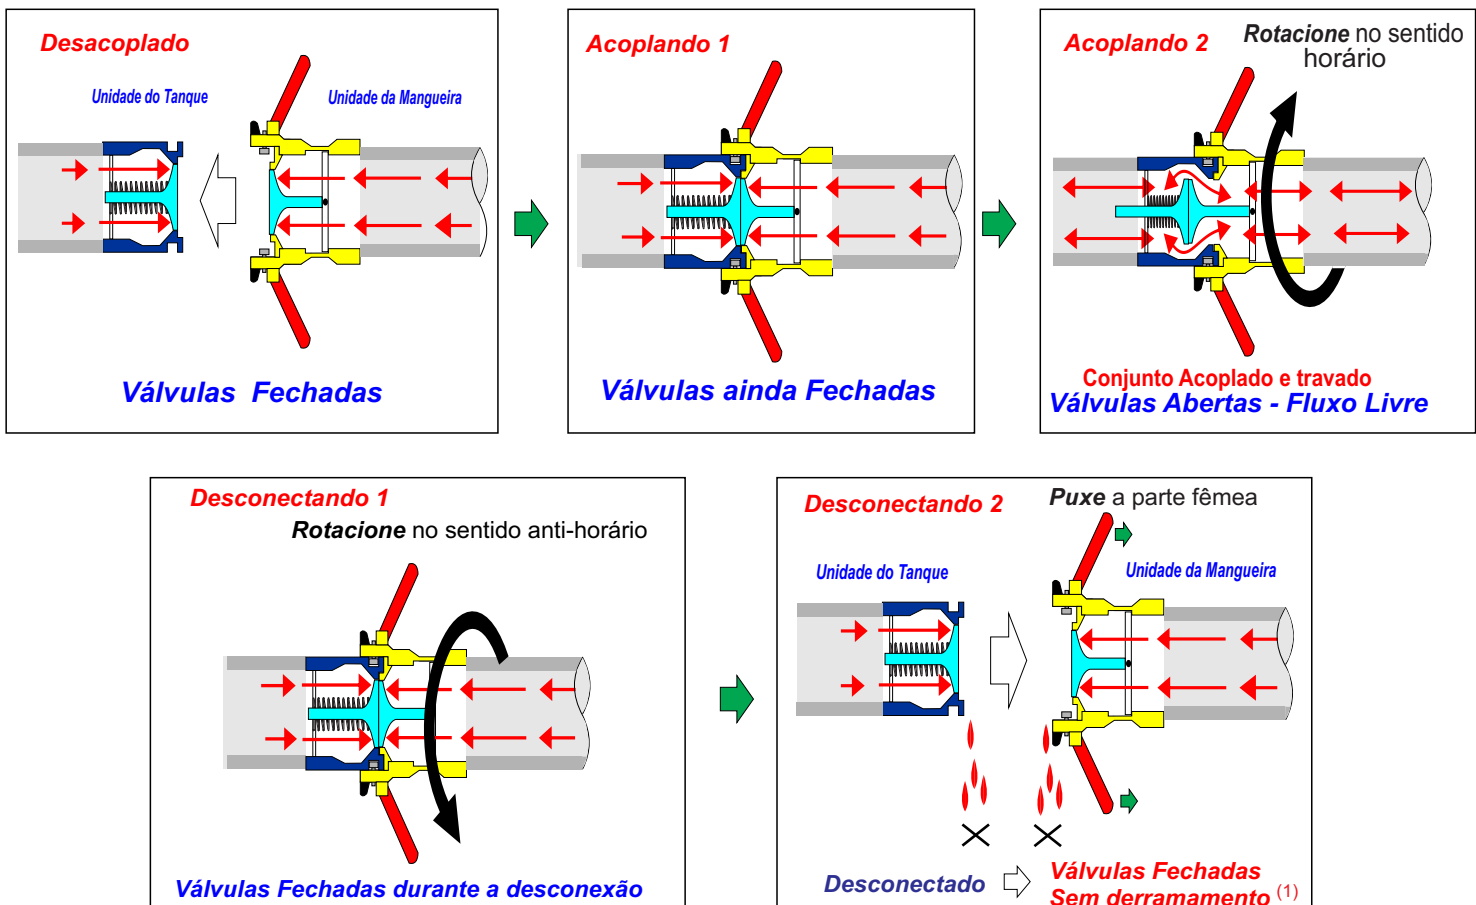 Desacoplado
Unidade do Tanque
Unidade da Mangueira
Válvulas Fechadas
Acoplando 1
Válvulas ainda Fechadas
Acoplando 2
Rotacione no sentido
horário
Conjunto Acoplado e travado
Válvulas Abertas - Fluxo Livre
Desconectando 1
Rotacione no sentido anti-horário
Válvulas Fechadas durante a desconexão
Desconectando 2
Puxe a parte fêmea
Unidade do Tanque
Unidade da Mangueira
Desconectado
Válvulas Fechadas
Sem derramamento (1)